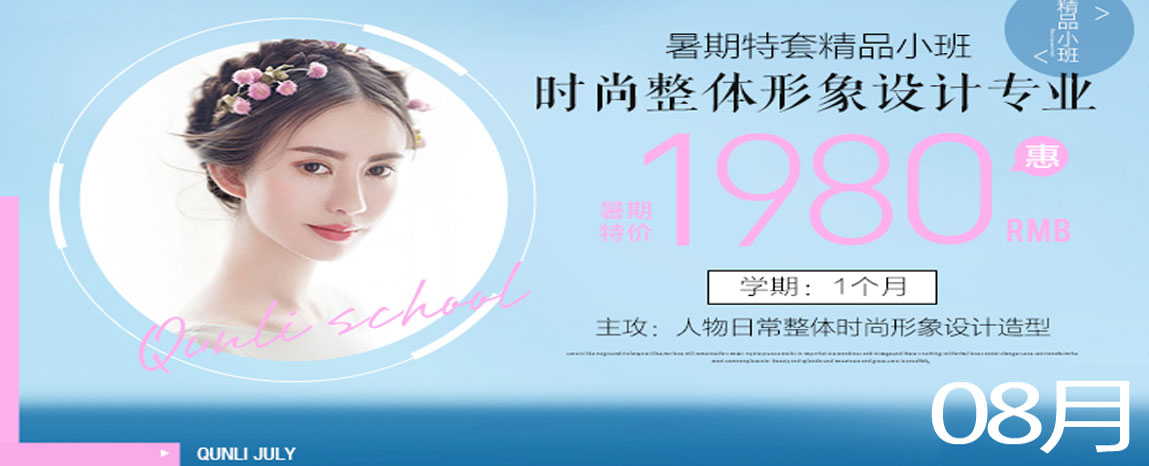 精品小班
暑期特套精品小班
时尚整体形象设计专业
暑期
特价
1980
惠
RMB
学期：1个月
主攻：人物日常整体时尚形象设计造型
Qunli school
08月
QUNLI JULY